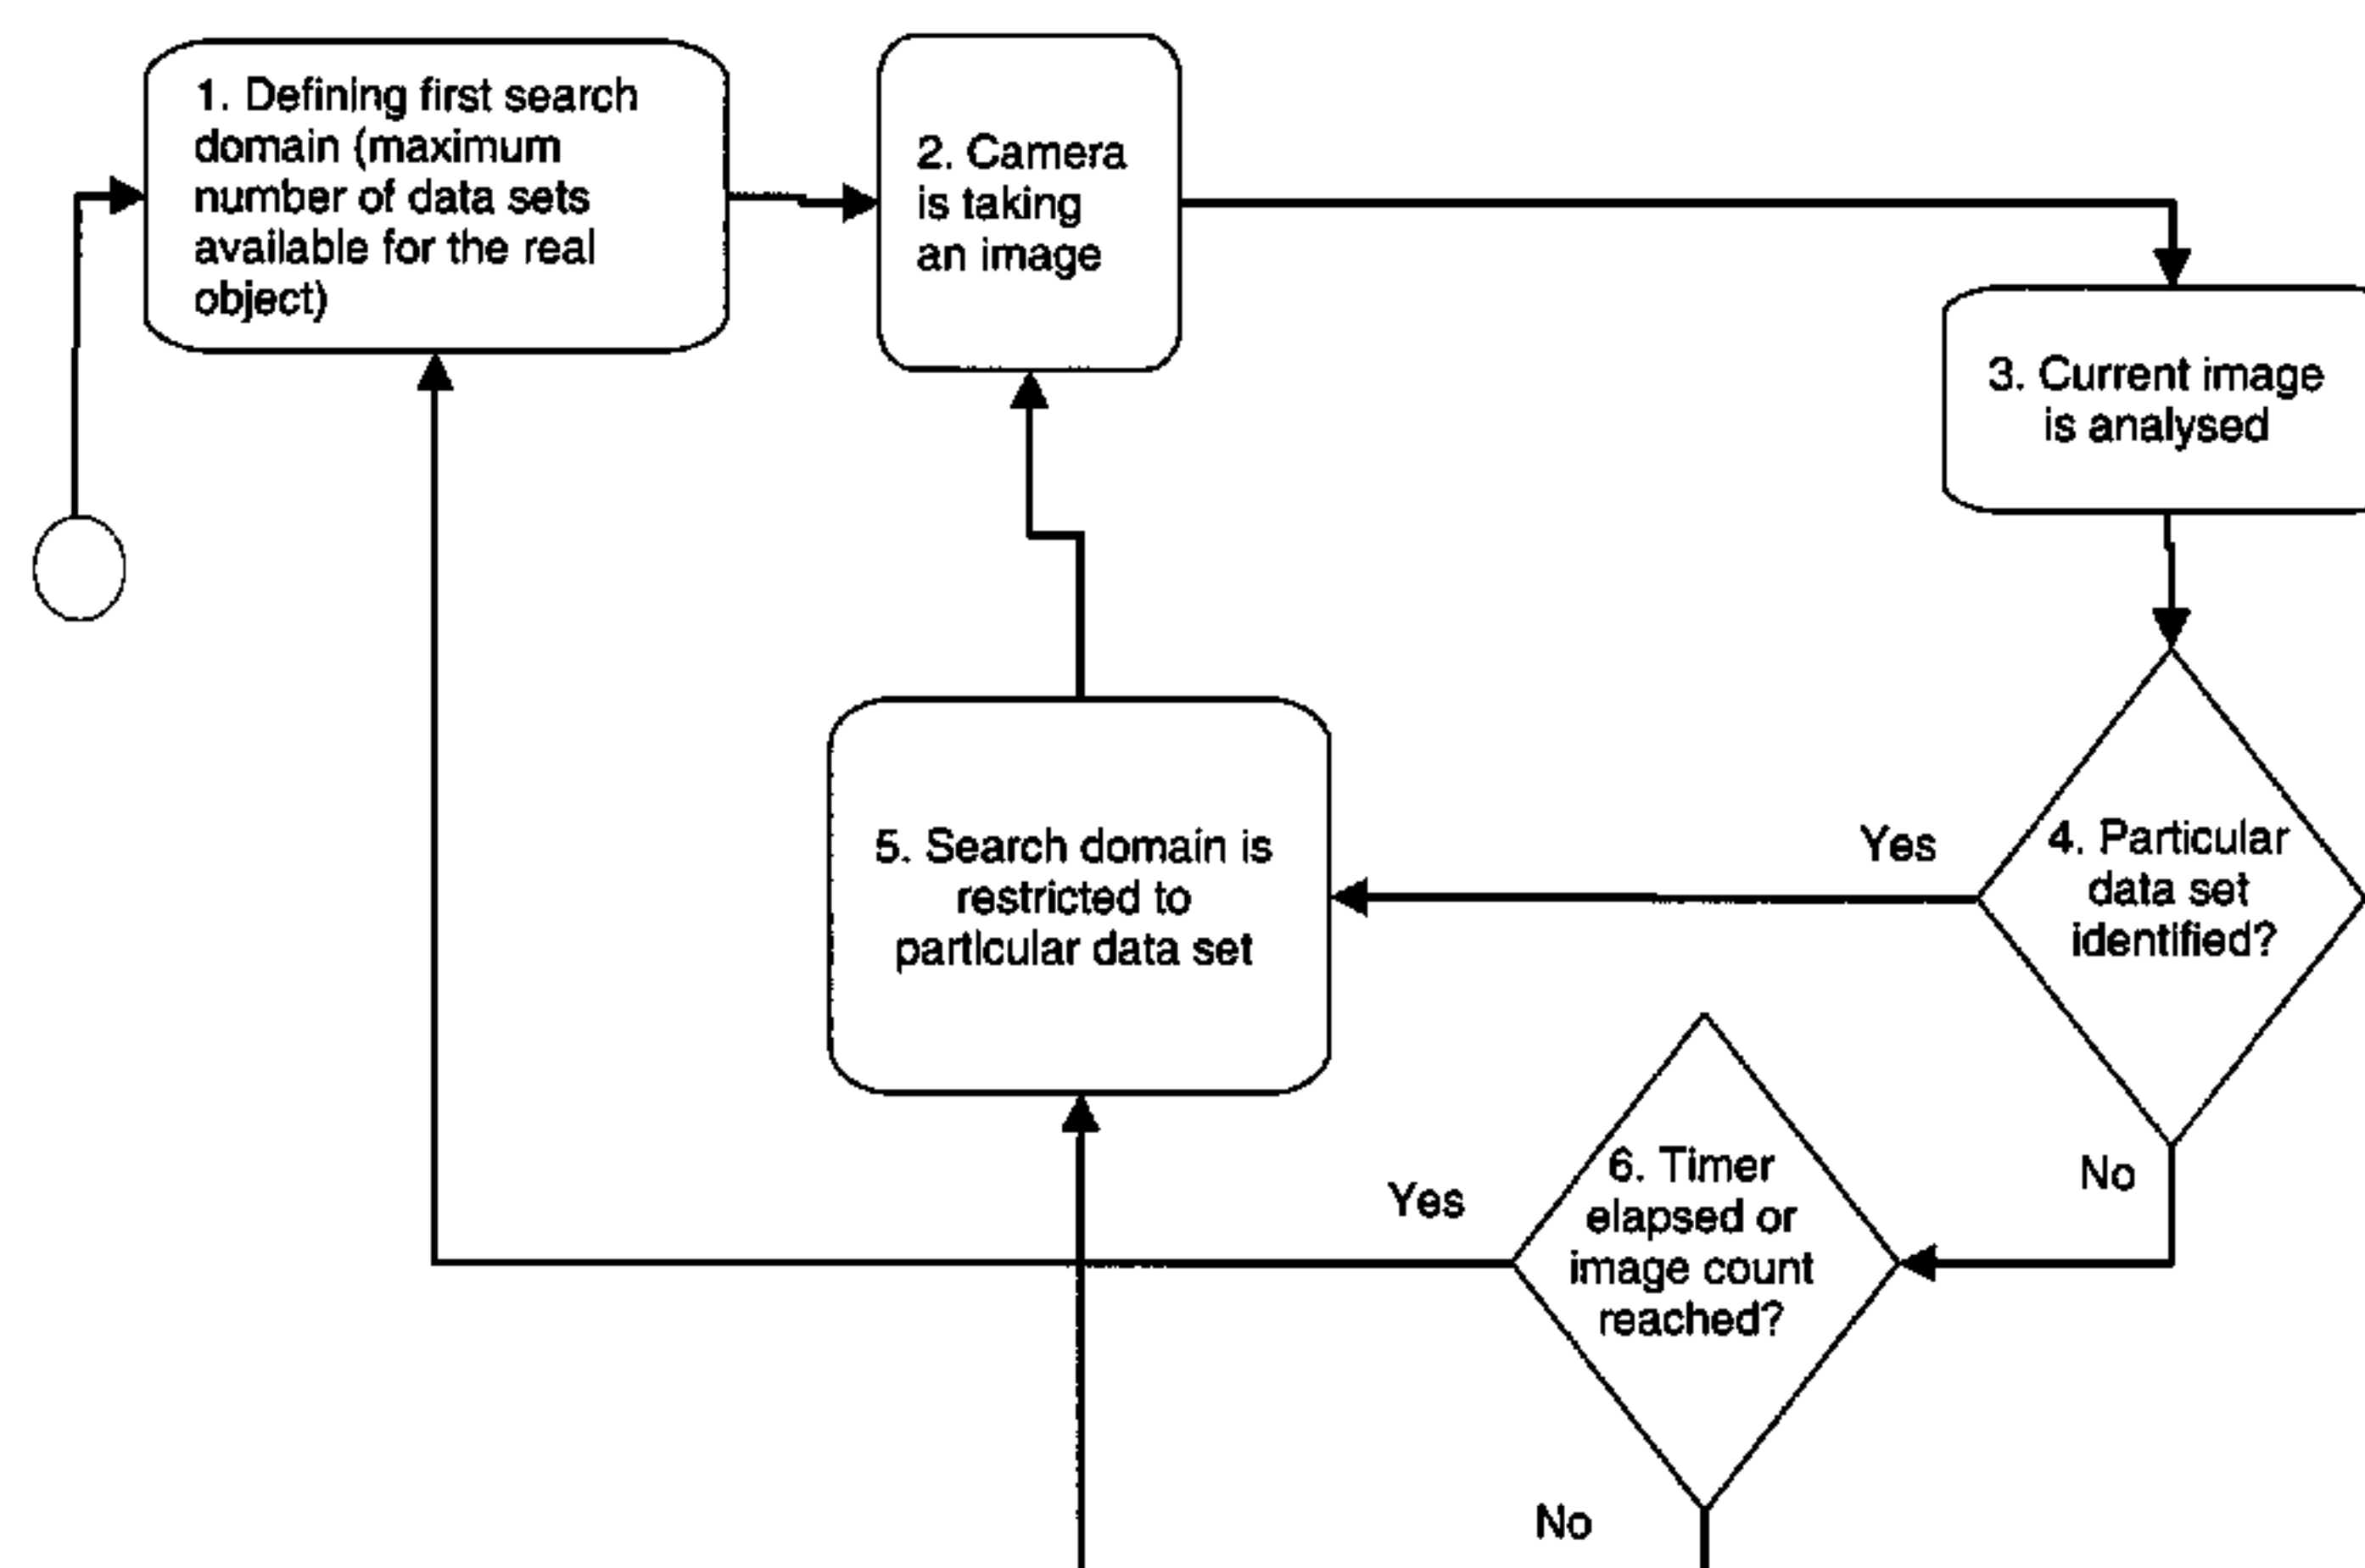 1. Defining first search
domain (maximum
number of data sets
available for the real
object)
2. Camera
is taking
an image
3. Current image
is analysed
4. Particular
data set
identified?
Yes
No
5. Search domain is
restricted to
particular data set
6. Timer
elapsed or
image count
reached?
Yes
No